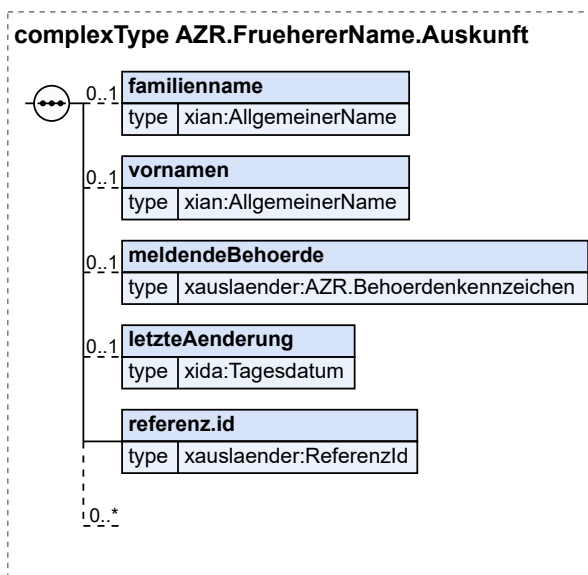 complexType AZR.FruehererName.Auskunft
0..1 familienname
type xian:AllgemeinerName
0..1 vornamen
type xian:AllgemeinerName
0..1 meldendeBehoerde
type xauslaender:AZR.Behoerdenkennzeichen
0..1 letzteAenderung
type xida:Tagesdatum
referenz.id
type xauslaender:ReferenzId
0..*